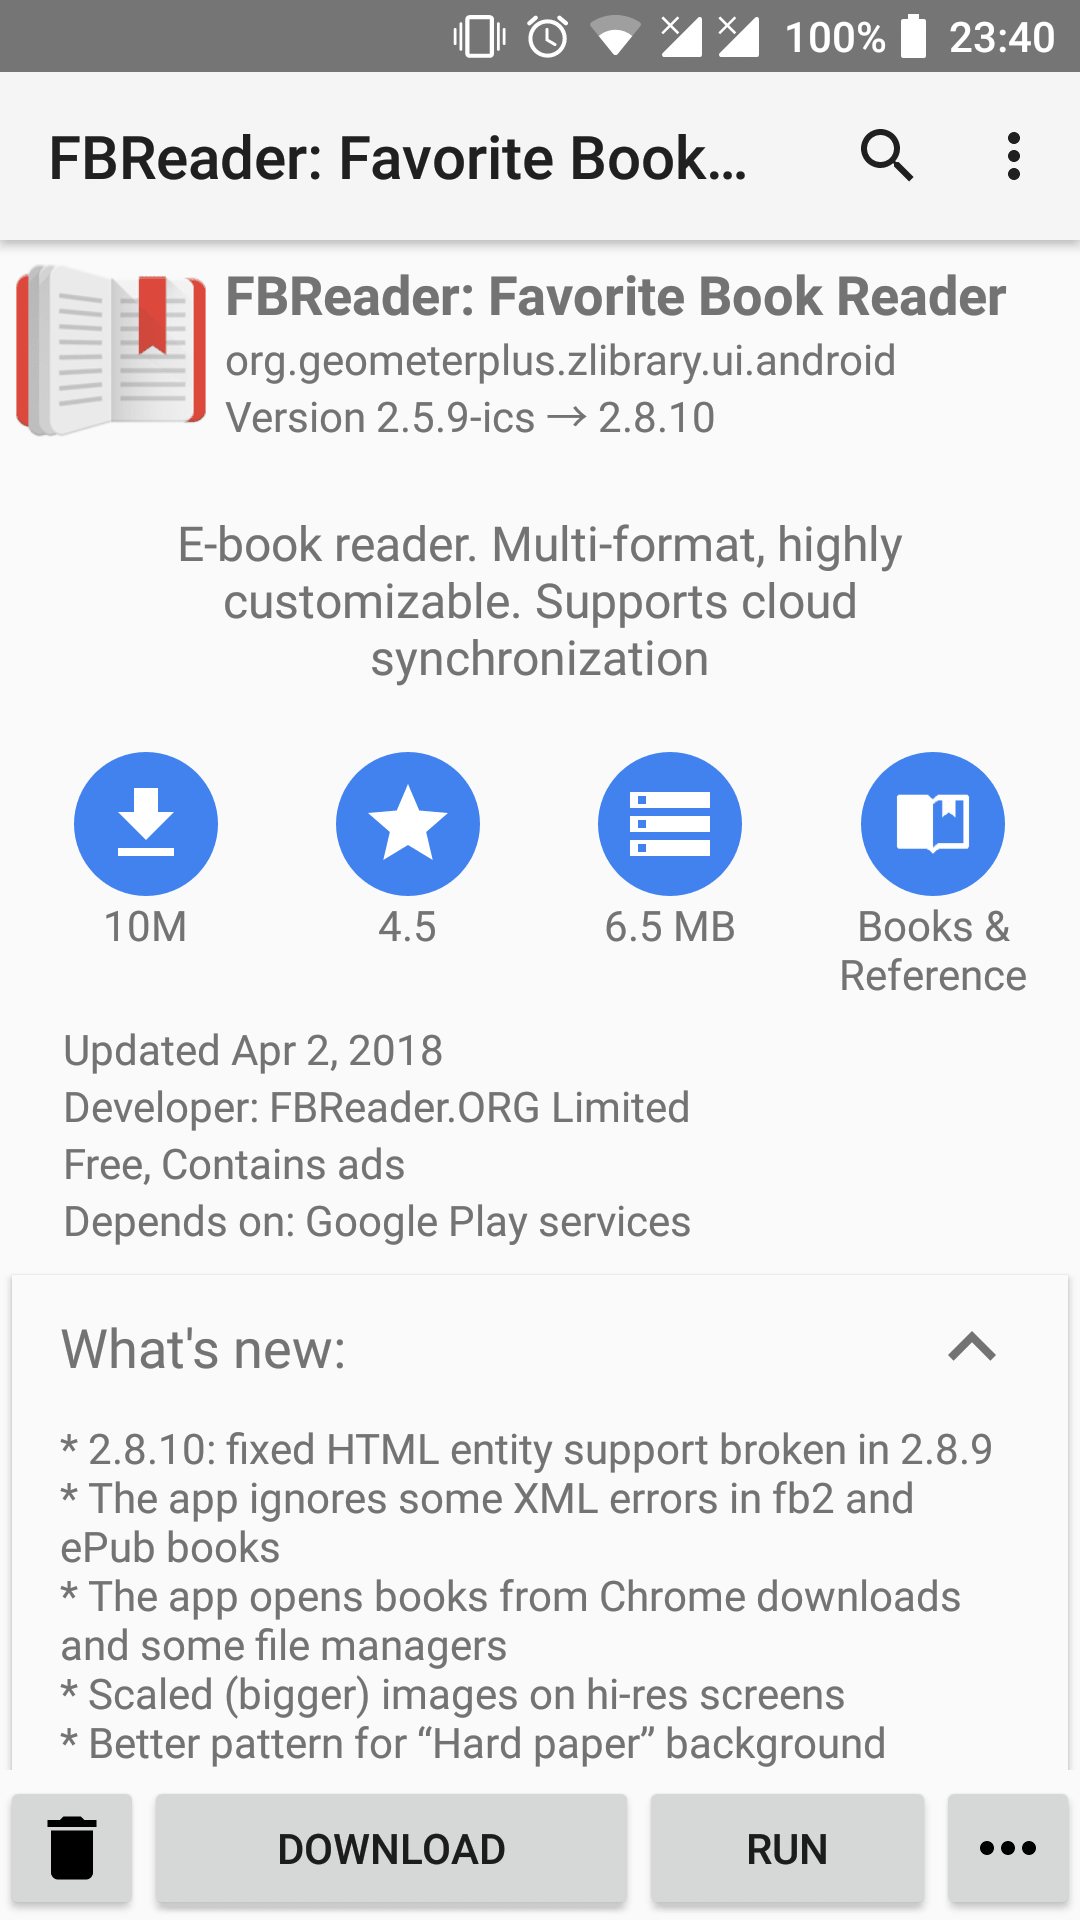 100% 23:40
FBReader: Favorite Book...
FBReader: Favorite Book Reader
org.geometerplus.zlibrary.ui.android
Version 2.5.9-ics → 2.8.10
E-book reader. Multi-format, highly
customizable. Supports cloud
synchronization
10M 4.5 6.5 MB Books &
Reference
Updated Apr 2, 2018
Developer: FBReader.ORG Limited
Free, Contains ads
Depends on: Google Play services
What's new:
* 2.8.10: fixed HTML entity support broken in 2.8.9
* The app ignores some XML errors in fb2 and
ePub books
* The app opens books from Chrome downloads
and some file managers
* Scaled (bigger) images on hi-res screens
* Better pattern for “Hard paper” background
DOWNLOAD RUN